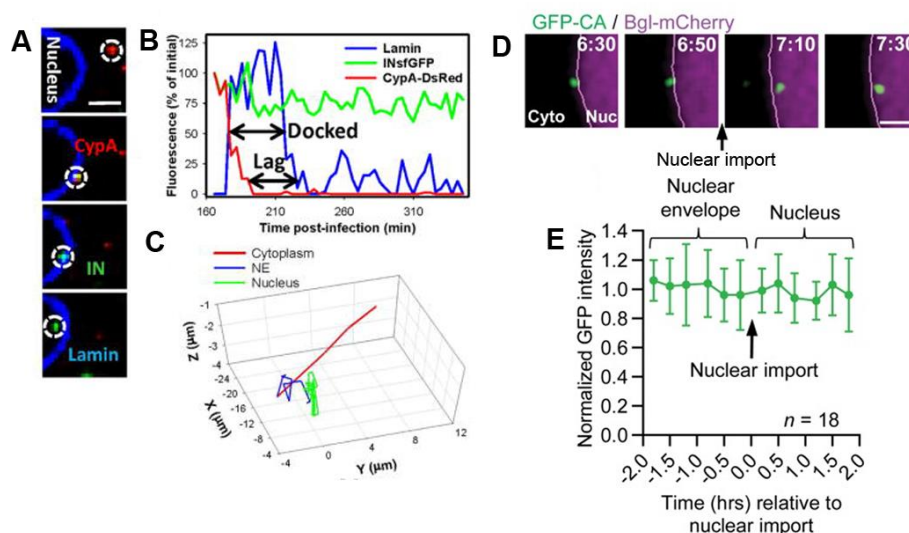 A
Nucleus
CypA
IN
Lamin
B
Fluorescence (% of initial)
125
100
75
50
25
0
Lamin
INsfGFP
CypA-DsRed
Docked
Lag
160
210
260
310
Time post-infection (min)
C
Cytoplasm
NE
Nucleus
Z (μm)
-1
-2
-3
-4
X (μm)
-24
-20
-16
-12
-8
-4
Y (μm)
-4
0
4
8
12
D
GFP-CA / Bgl-mCherry
6:30
6:50
7:10
7:30
Cyto
Nuc
Nuclear import
E
Nuclear envelope
Nucleus
Normalized GFP intensity
1.4
1.2
1.0
0.8
0.6
0.4
0.2
0.0
Nuclear import
n = 18
-2.0
-1.5
-1.0
-0.5
0.0
0.5
1.0
1.5
2.0
Time (hrs) relative to
nuclear import